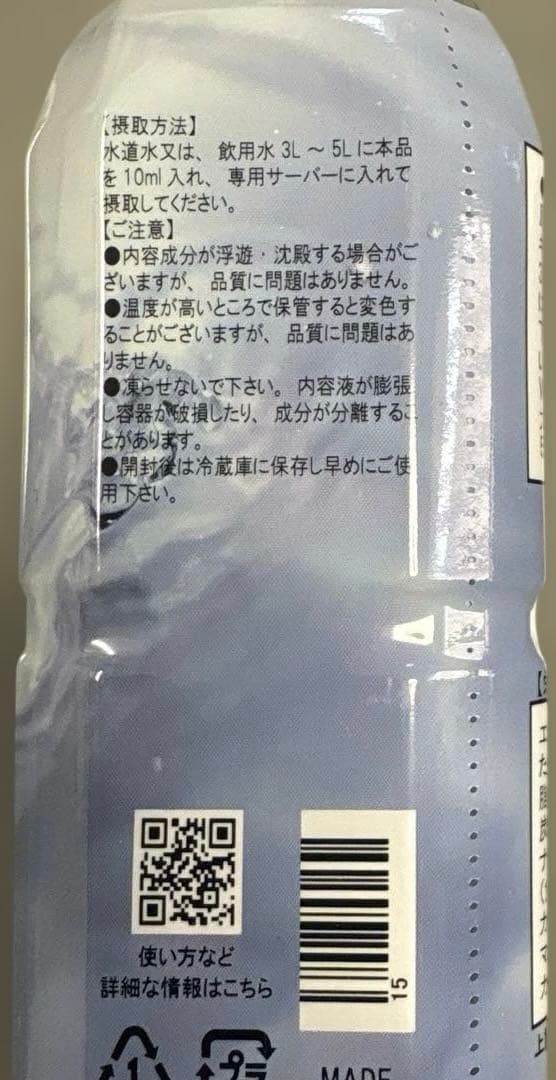 【摂取方法】
水道水又は、飲用水 3L ～ 5L に本品
を 10ml 入れ、専用サーバーに入れて
摂取してください。
【ご注意】
●内容成分が浮遊・沈殿する場合がご
ざいますが、品質に問題はありません。
●温度が高いところで保管すると変色す
ることがございますが、品質に問題はあ
りません。
●凍らせないで下さい。内容液が膨張
し容器が破損したり、成分が分離するこ
とがあります。
●開封後は冷蔵庫に保存し早めにご使
用下さい。
15
使い方など
詳細な情報はこちら
1
プラ
MADE